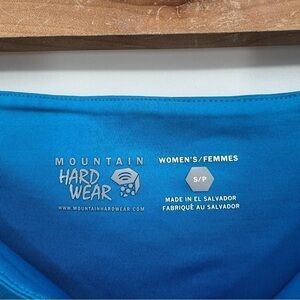 MOUNTAIN
HARD
WEAR
WWW.MOUNTAINHARDWEAR.COM
WOMEN'S/FEMMES
S/P
MADE IN EL SALVADOR
FABRIQUÉ AU SALVADOR